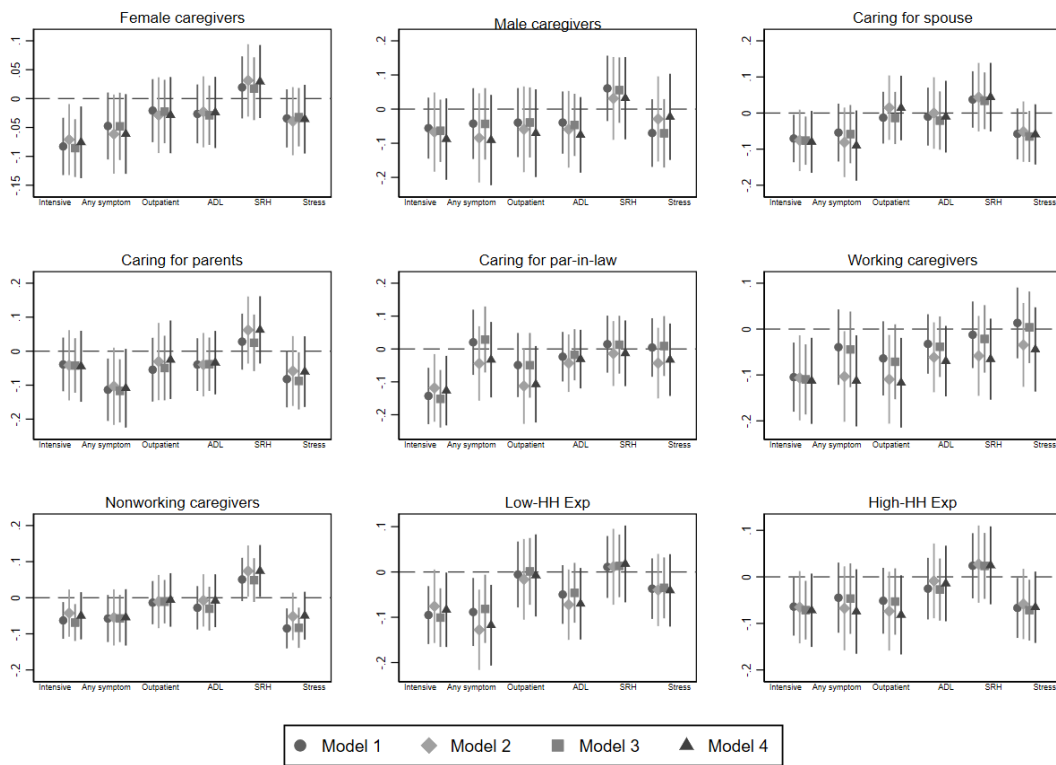 Female caregivers
.1
.05
0
-.05
-.1
-.15
Intensive Any symptom Outpatient ADL SRH Stress
Male caregivers
.2
.1
0
-.1
-.2
Intensive Any symptom Outpatient ADL SRH Stress
Caring for spouse
.2
.1
0
-.1
-.2
Intensive Any symptom Outpatient ADL SRH Stress
Caring for parents
.2
.1
0
-.1
-.2
Intensive Any symptom Outpatient ADL SRH Stress
Caring for par-in-law
.2
.1
0
-.1
-.2
Intensive Any symptom Outpatient ADL SRH Stress
Working caregivers
.1
0
-.1
-.2
Intensive Any symptom Outpatient ADL SRH Stress
Nonworking caregivers
.2
.1
0
-.1
-.2
Intensive Any symptom Outpatient ADL SRH Stress
Low-HH Exp
.1
0
-.1
-.2
Intensive Any symptom Outpatient ADL SRH Stress
High-HH Exp
.1
0
-.1
-.2
Intensive Any symptom Outpatient ADL SRH Stress
Model 1 Model 2 Model 3 Model 4